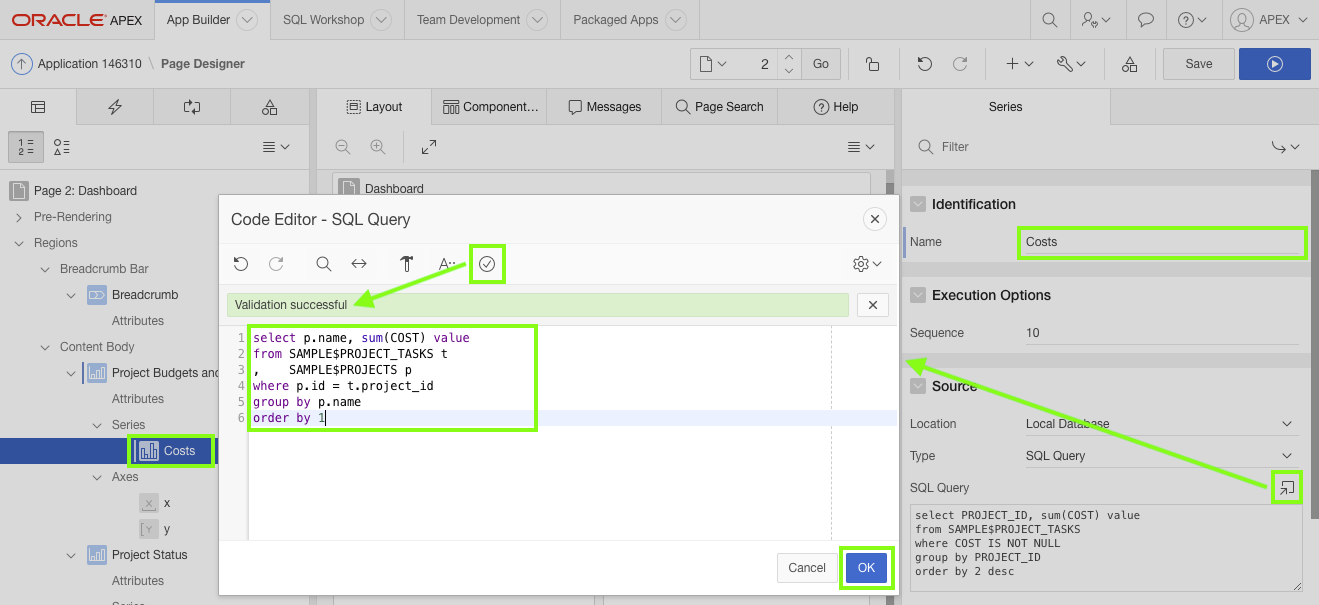 ORACLE APEX
App Builder
SQL Workshop
Team Development
Packaged Apps
APEX
Application 146310 \ Page Designer
2
Go
Save
Layout
Component...
Messages
Page Search
Help
Series
Filter
Page 2: Dashboard
Pre-Rendering
Regions
Breadcrumb Bar
Breadcrumb
Attributes
Content Body
Project Budgets and
Attributes
Series
Costs
Axes
x
y
Project Status
Attributes
Dashboard
Code Editor - SQL Query
Validation successful
1 select p.name, sum(COST) value
2 from SAMPLE$PROJECT_TASKS t
3 ,    SAMPLE$PROJECTS p
4 where p.id = t.project_id
5 group by p.name
6 order by 1
Cancel
OK
Identification
Name
Costs
Execution Options
Sequence
10
Source
Location
Local Database
Type
SQL Query
SQL Query
select PROJECT_ID, sum(COST) value
from SAMPLE$PROJECT_TASKS
where COST IS NOT NULL
group by PROJECT_ID
order by 2 desc